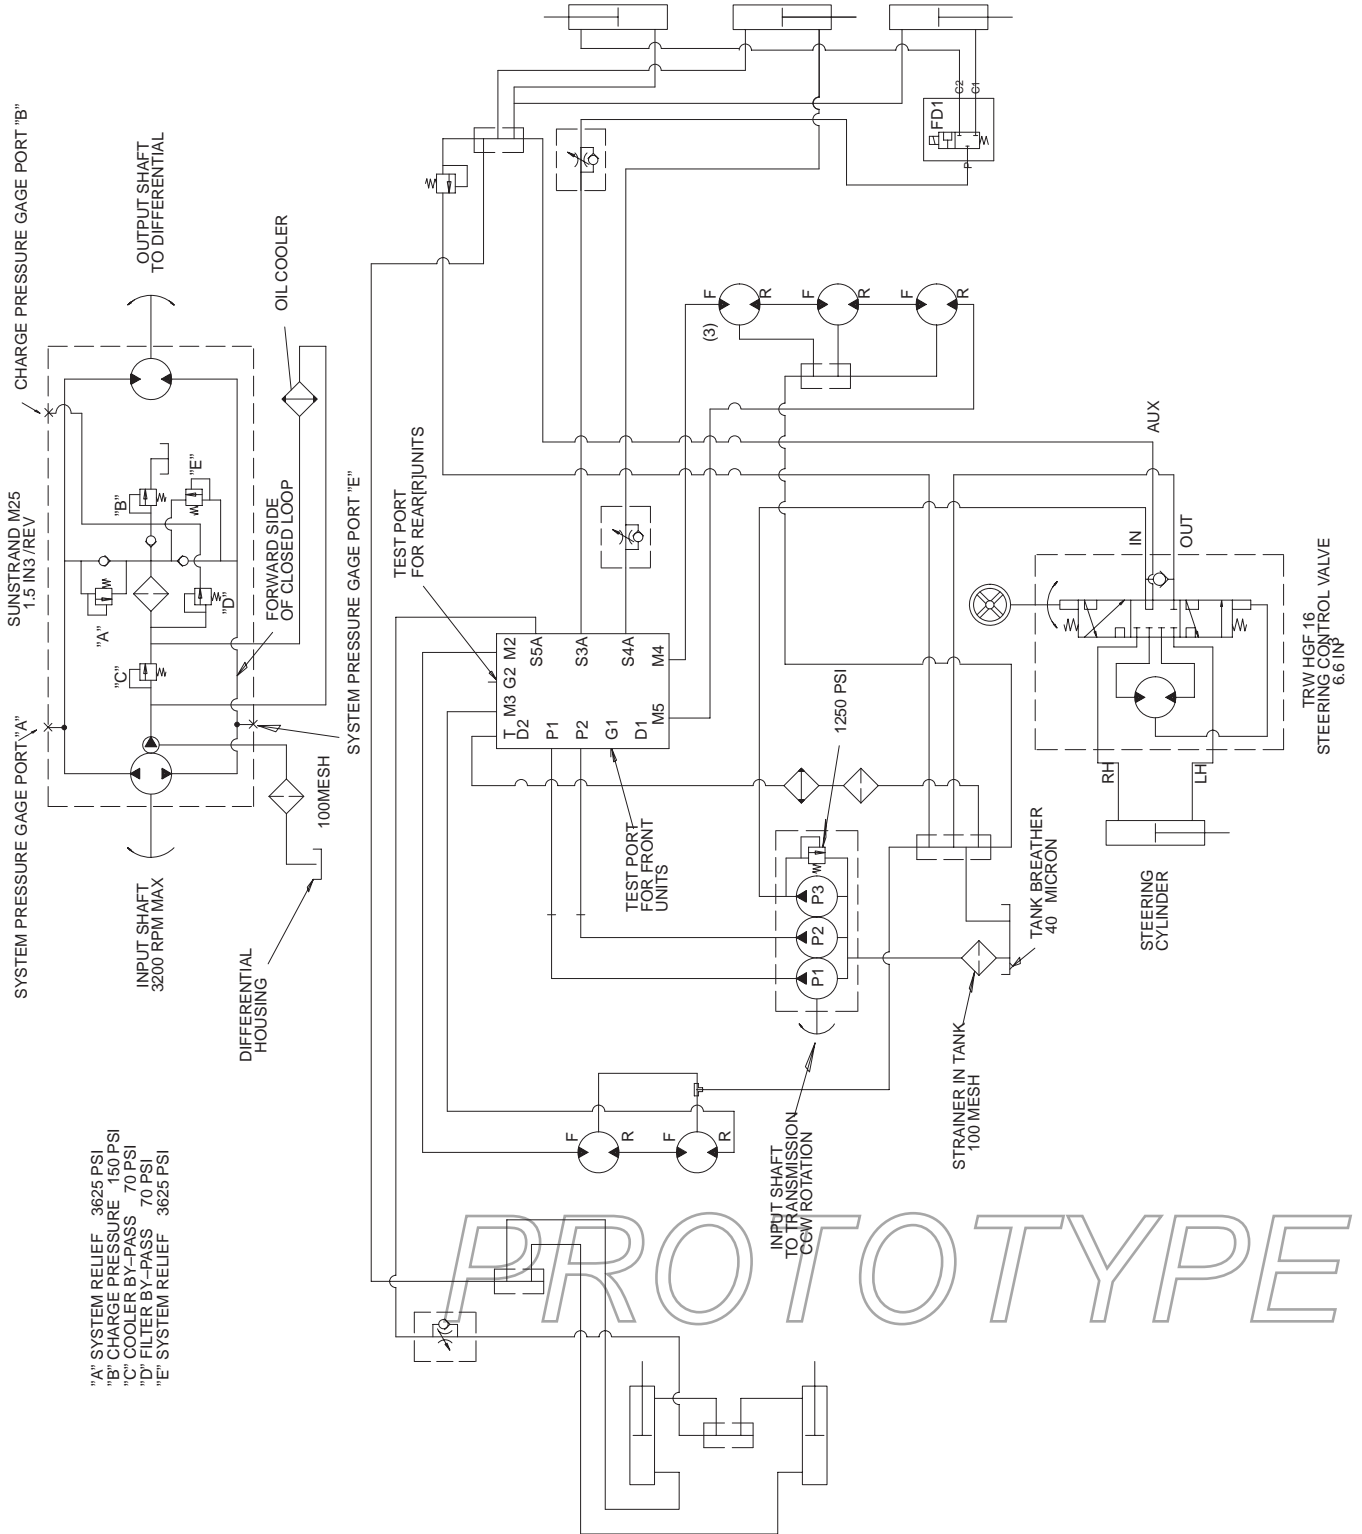 SYSTEM PRESSURE GAGE PORT "A"
SUNSTRAND M25
1.5 IN3 /REV
CHARGE PRESSURE GAGE PORT "B"
INPUT SHAFT
3200 RPM MAX
OUTPUT SHAFT
TO DIFFERENTIAL
"A"
"B"
"C"
"D"
"E"
FORWARD SIDE
OF CLOSED LOOP
OIL COOLER
100MESH
DIFFERENTIAL
HOUSING
SYSTEM PRESSURE GAGE PORT "E"
"A" SYSTEM RELIEF 3625 PSI
"B" CHARGE PRESSURE 150 PSI
"C" COOLER BY-PASS 70 PSI
"D" FILTER BY-PASS 70 PSI
"E" SYSTEM RELIEF 3625 PSI
TEST PORT
FOR REAR[R]UNITS
T
M3
G2
M2
D2
S5A
P1
P2
S3A
G1
S4A
D1
M5
M4
TEST PORT
FOR FRONT
UNITS
1250 PSI
P1
P2
P3
INPUT SHAFT
TO TRANSMISSION
CCW ROTATION
STRAINER IN TANK
100 MESH
TANK BREATHER
40 MICRON
F
R
F
R
(3)
F
R
F
R
F
R
FD1
C2
C1
P
AUX
IN
OUT
RH
LH
STEERING
CYLINDER
TRW HGF 16
STEERING CONTROL VALVE
6.6 IN3
PROTOTYPE